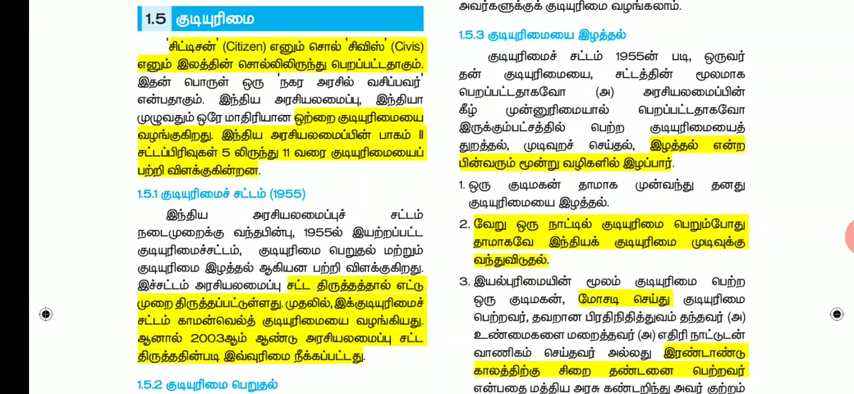 1.5 குடியுரிமை
'சிட்டிசன்' (Citizen) எனும் சொல் 'சிவிஸ்' (Civis)
எனும் இலத்தின் சொல்லிலிருந்து பெறப்பட்டதாகும்.
இதன் பொருள் ஒரு 'நகர அரசில் வசிப்பவர்'
என்பதாகும். இந்திய அரசியலமைப்பு, இந்தியா
முழுவதும் ஒரே மாதிரியான ஒற்றை குடியுரிமையை
வழங்குகிறது. இந்திய அரசியலமைப்பின் பாகம் II
சட்டப்பிரிவுகள் 5 லிருந்து 11 வரை குடியுரிமையைப்
பற்றி விளக்குகின்றன.
1.5.1 குடியுரிமைச் சட்டம் (1955)
இந்திய அரசியலமைப்புச் சட்டம்
நடைமுறைக்கு வந்தபின்பு, 1955ல் இயற்றப்பட்ட
குடியுரிமைச்சட்டம், குடியுரிமை பெறுதல் மற்றும்
குடியுரிமை இழத்தல் ஆகியன பற்றி விளக்குகிறது.
இச்சட்டம் அரசியலமைப்பு சட்ட திருத்தத்தால் எட்டு
முறை திருத்தப்பட்டுள்ளது. முதலில், இக்குடியுரிமைச்
சட்டம் காமன்வெல்த் குடியுரிமையை வழங்கியது.
ஆனால் 2003ஆம் ஆண்டு அரசியலமைப்பு சட்ட
திருத்தத்தின்படி இவ்வுரிமை நீக்கப்பட்டது.
1.5.2 குடியுரிமை பெறுதல்
அவர்களுக்குக் குடியுரிமை வழங்கலாம்.
1.5.3 குடியுரிமையை இழத்தல்
குடியுரிமைச் சட்டம் 1955ன் படி, ஒருவர்
தன் குடியுரிமையை, சட்டத்தின் மூலமாக
பெறப்பட்டதாகவோ (அ) அரசியலமைப்பின்
கீழ் முன்னுரிமையால் பெறப்பட்டதாகவோ
இருக்கும்பட்சத்தில் பெற்ற குடியுரிமையைத்
துறத்தல், முடிவுறச் செய்தல், இழத்தல் என்ற
பின்வரும் மூன்று வழிகளில் இழப்பார்.
1. ஒரு குடிமகன் தாமாக முன்வந்து தனது
குடியுரிமையை இழத்தல்.
2. வேறு ஒரு நாட்டில் குடியுரிமை பெறும்போது
தாமாகவே இந்தியக் குடியுரிமை முடிவுக்கு
வந்துவிடுதல்.
3. இயல்புரிமையின் மூலம் குடியுரிமை பெற்ற
ஒரு குடிமகன், மோசடி செய்து குடியுரிமை
பெற்றவர், தவறான பிரதிநிதித்துவம் தந்தவர் (அ)
உண்மைகளை மறைத்தவர் (அ) எதிரி நாட்டுடன்
வாணிகம் செய்தவர் அல்லது இரண்டாண்டு
காலத்திற்கு சிறை தண்டனை பெற்றவர்
என்பதை மத்திய அரசு கண்டறிந்து அவர் குற்றம்